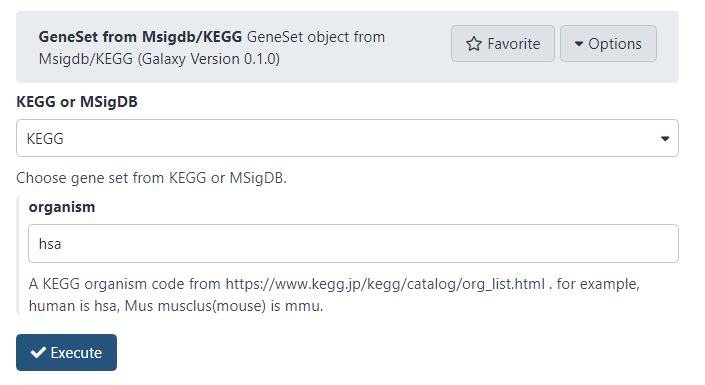 GeneSet from Msigdb/KEGG GeneSet object from
Msigdb/KEGG (Galaxy Version 0.1.0)
Favorite
Options
KEGG or MSigDB
KEGG
Choose gene set from KEGG or MSigDB.
organism
hsa
A KEGG organism code from https://www.kegg.jp/kegg/catalog/org_list.html . for example,
human is hsa, Mus musclus(mouse) is mmu.
Execute